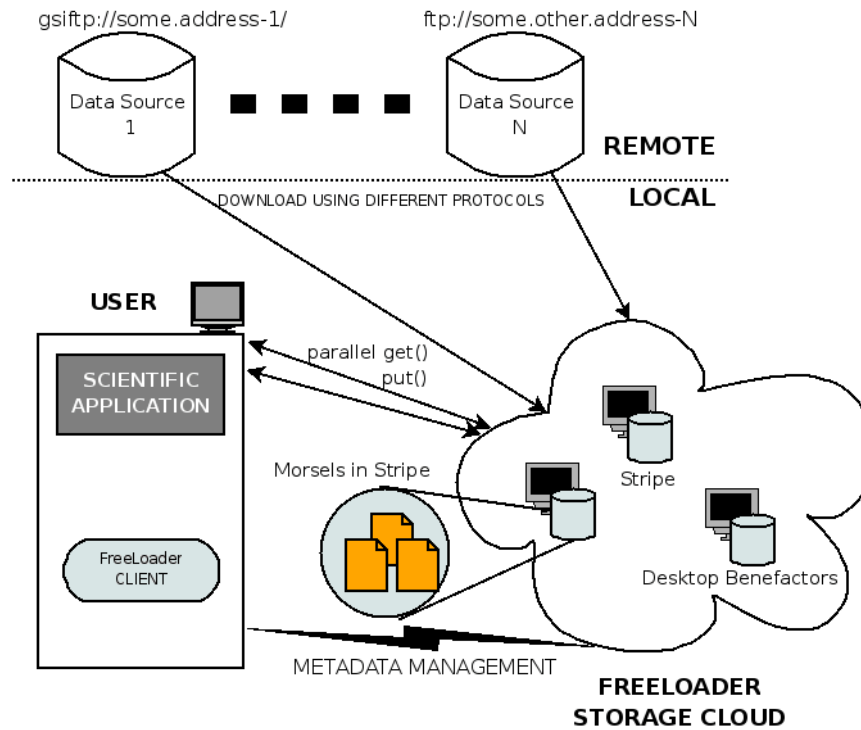 gsiftp://some.address-1/
ftp://some.other.address-N
Data Source
1
Data Source
N
REMOTE
DOWNLOAD USING DIFFERENT PROTOCOLS
LOCAL
USER
parallel get()
put()
SCIENTIFIC
APPLICATION
Morsels in Stripe
Stripe
FreeLoader
CLIENT
Desktop Benefactors
METADATA MANAGEMENT
FREELOADER
STORAGE CLOUD